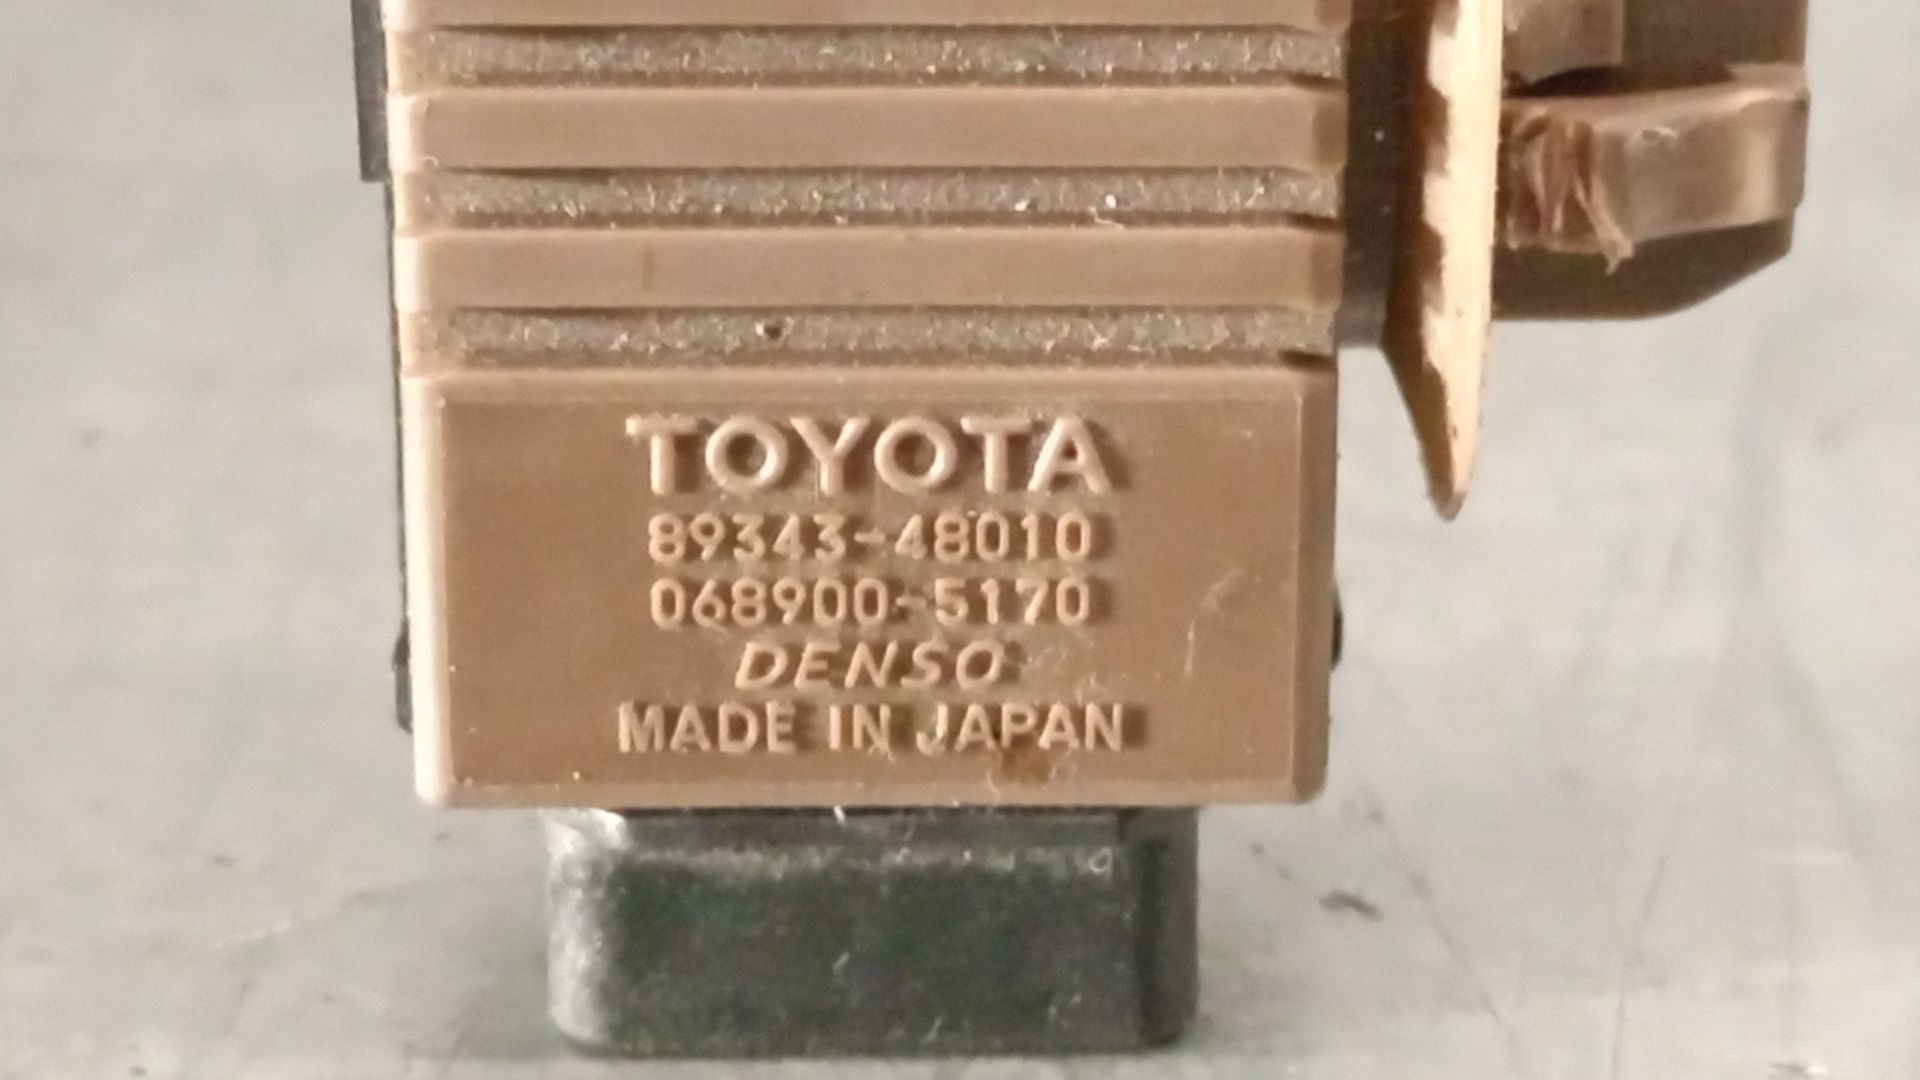 TOYOTA
89343-48010
068900-5170
DENSO
MADE IN JAPAN